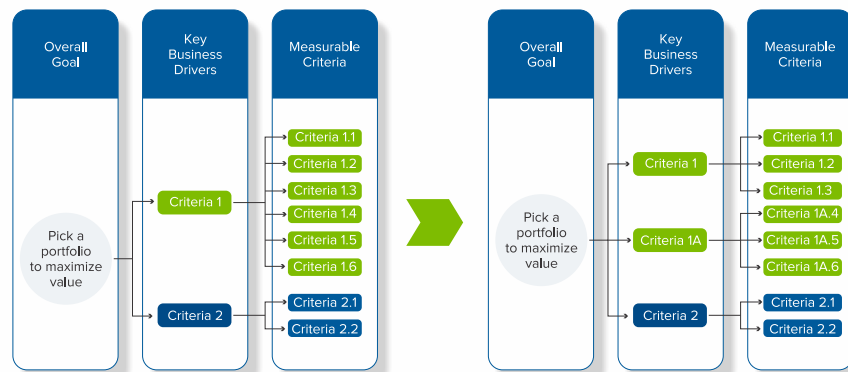 Overall
Goal
Key
Business
Drivers
Measurable
Criteria
Pick a
portfolio
to maximize
value
Criteria 1
Criteria 2
Criteria 1.1
Criteria 1.2
Criteria 1.3
Criteria 1.4
Criteria 1.5
Criteria 1.6
Criteria 2.1
Criteria 2.2
Overall
Goal
Key
Business
Drivers
Measurable
Criteria
Pick a
portfolio
to maximize
value
Criteria 1
Criteria 1A
Criteria 2
Criteria 1.1
Criteria 1.2
Criteria 1.3
Criteria 1A.4
Criteria 1A.5
Criteria 1A.6
Criteria 2.1
Criteria 2.2